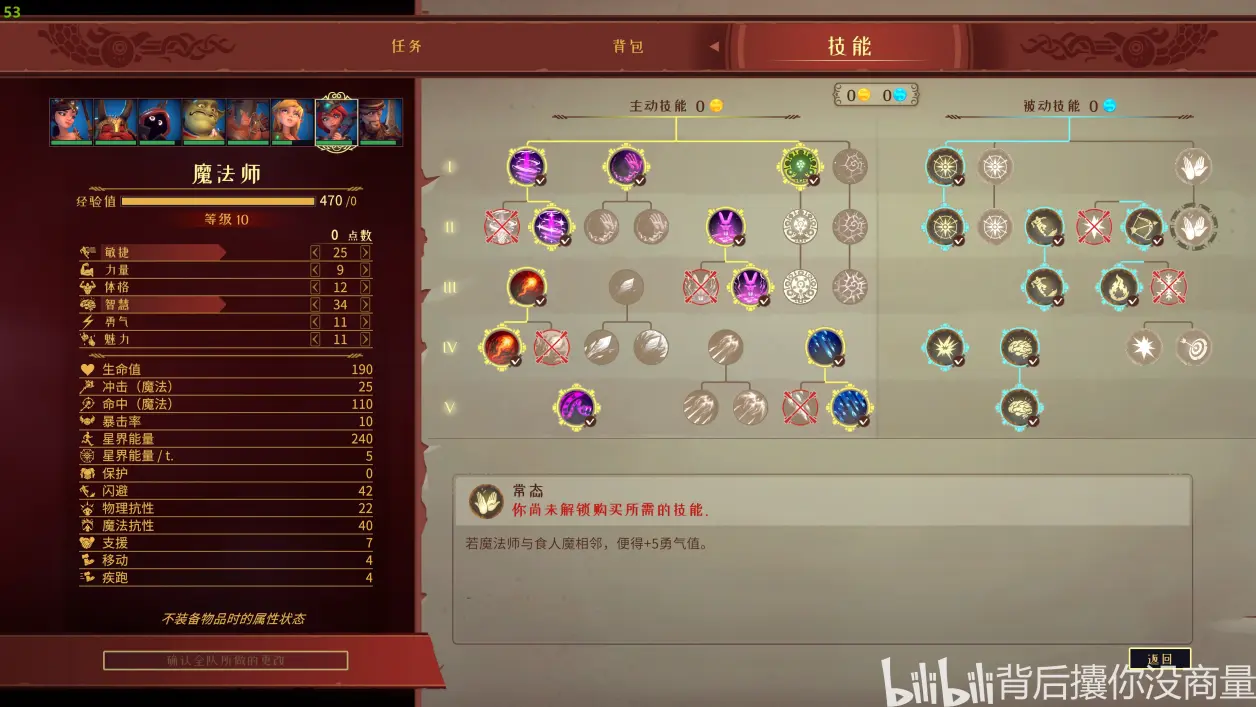 53
任务
背包
技能
主动技能 0
0 0
被动技能 0
魔法师
经验值 470 /0
等级 10
0 点数
敏捷 25
力量 9
体格 12
智慧 34
勇气 11
魅力 11
生命值 190
冲击（魔法） 25
命中（魔法） 110
暴击率 10
星界能量 240
星界能量 / t. 5
保护 0
闪避 42
物理抗性 22
魔法抗性 40
支援 7
移动 4
疾跑 4
不装备物品时的属性状态
确认全队所做的更改
I
II
III
IV
V
常态
你尚未解锁购买所需的技能.
若魔法师与食人魔相邻，便得+5勇气值。
返回
bilibili 背后攮你没商量